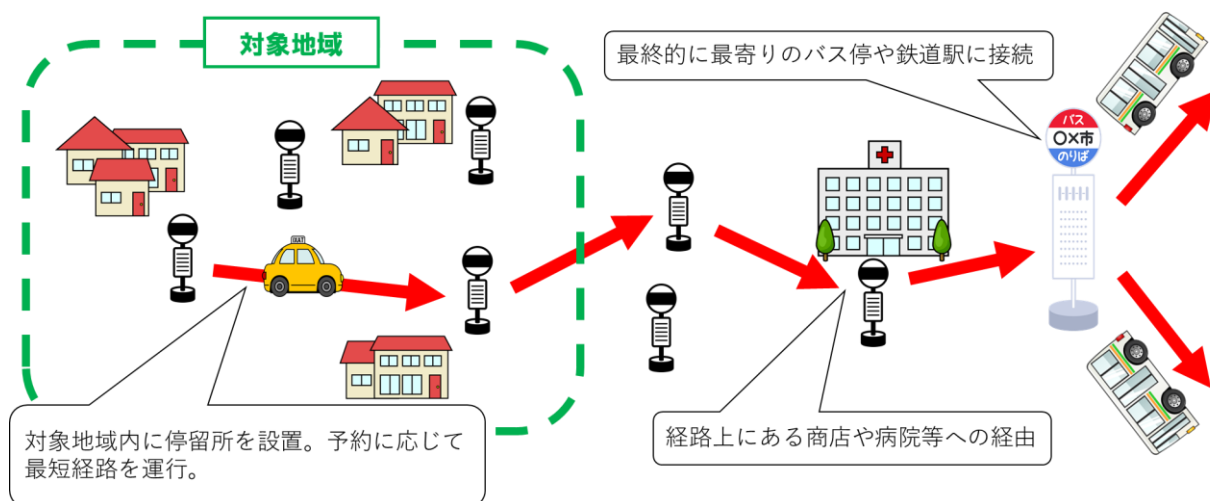 対象地域
最終的に最寄りのバス停や鉄道駅に接続
バス
〇×市
のりば
対象地域内に停留所を設置。予約に応じて
最短経路を運行。
経路上にある商店や病院等への経由